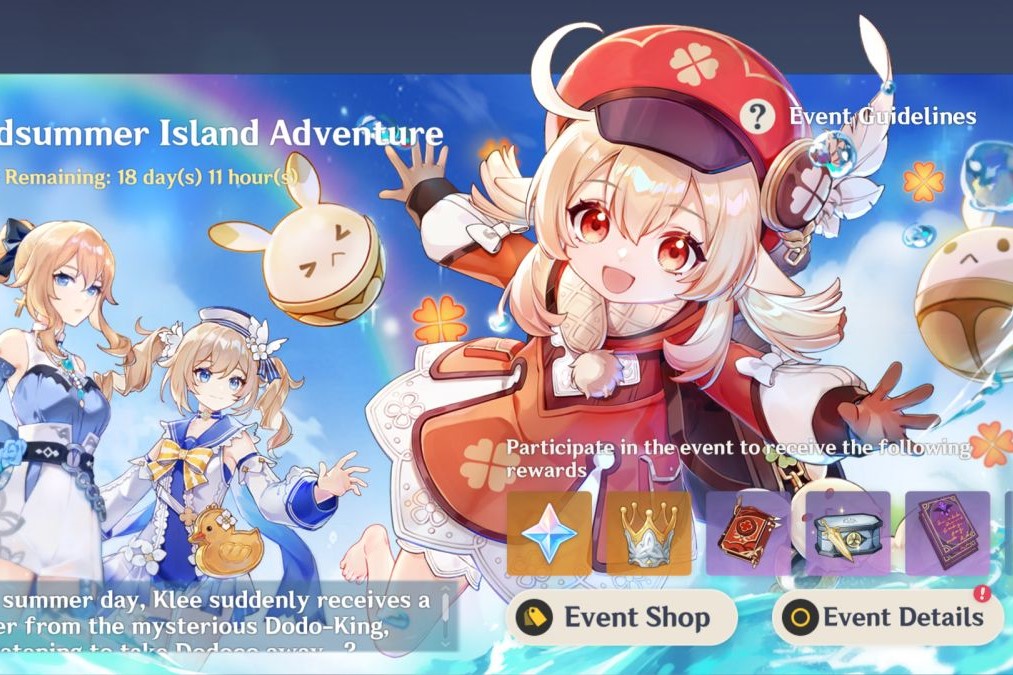 dsummer Island Adventure
Event Guidelines
Remaining: 18 day(s) 11 hour(s)
Participate in the event to receive the following
rewards
summer day, Klee suddenly receives a
er from the mysterious Dodo-King,
Event Shop
Event Details